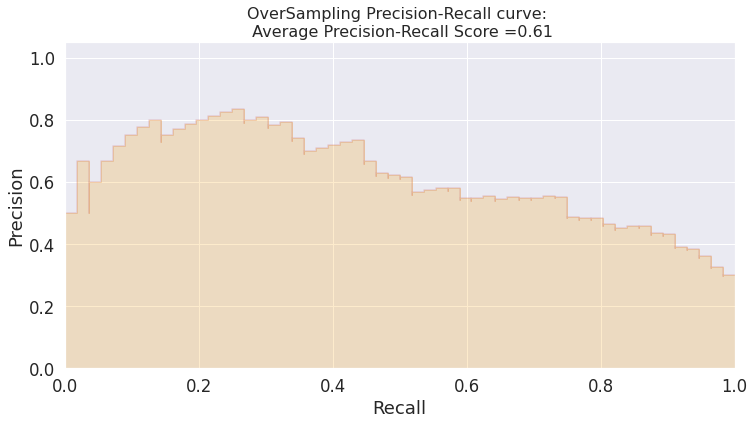 OverSampling Precision-Recall curve:
Average Precision-Recall Score =0.61
1.0
0.8
0.6
0.4
0.2
0.0
Precision
0.0 0.2 0.4 0.6 0.8 1.0
Recall